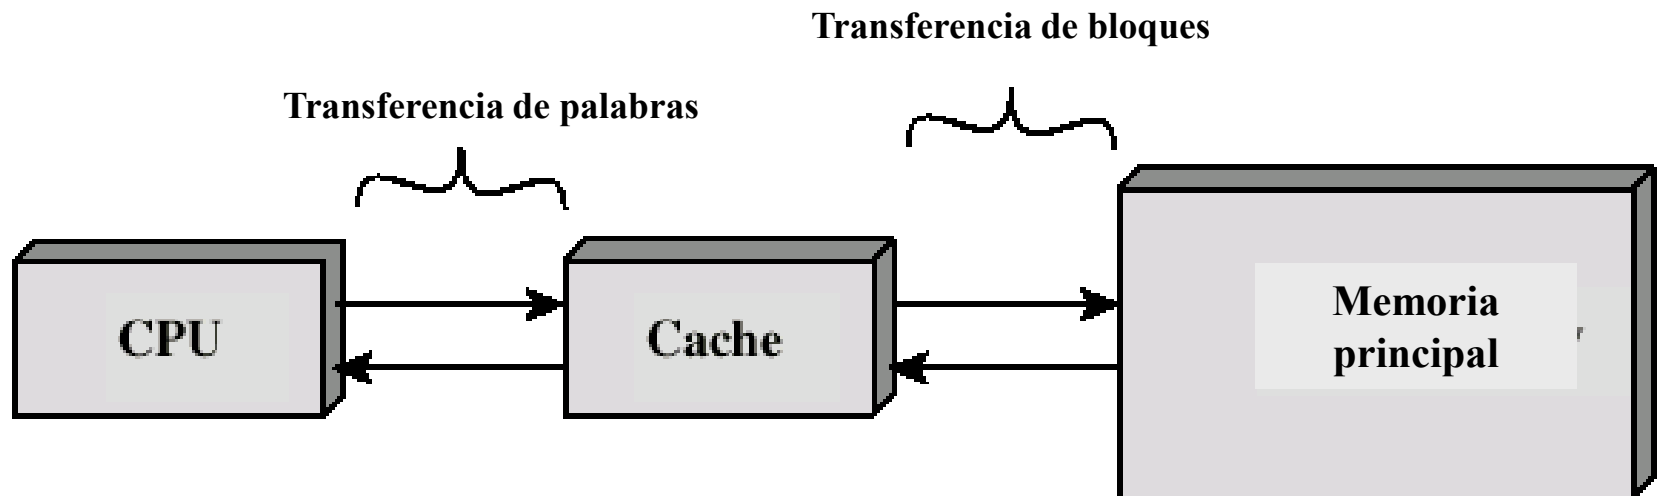 Transferencia de bloques
Transferencia de palabras
CPU
Cache
Memoria
principal